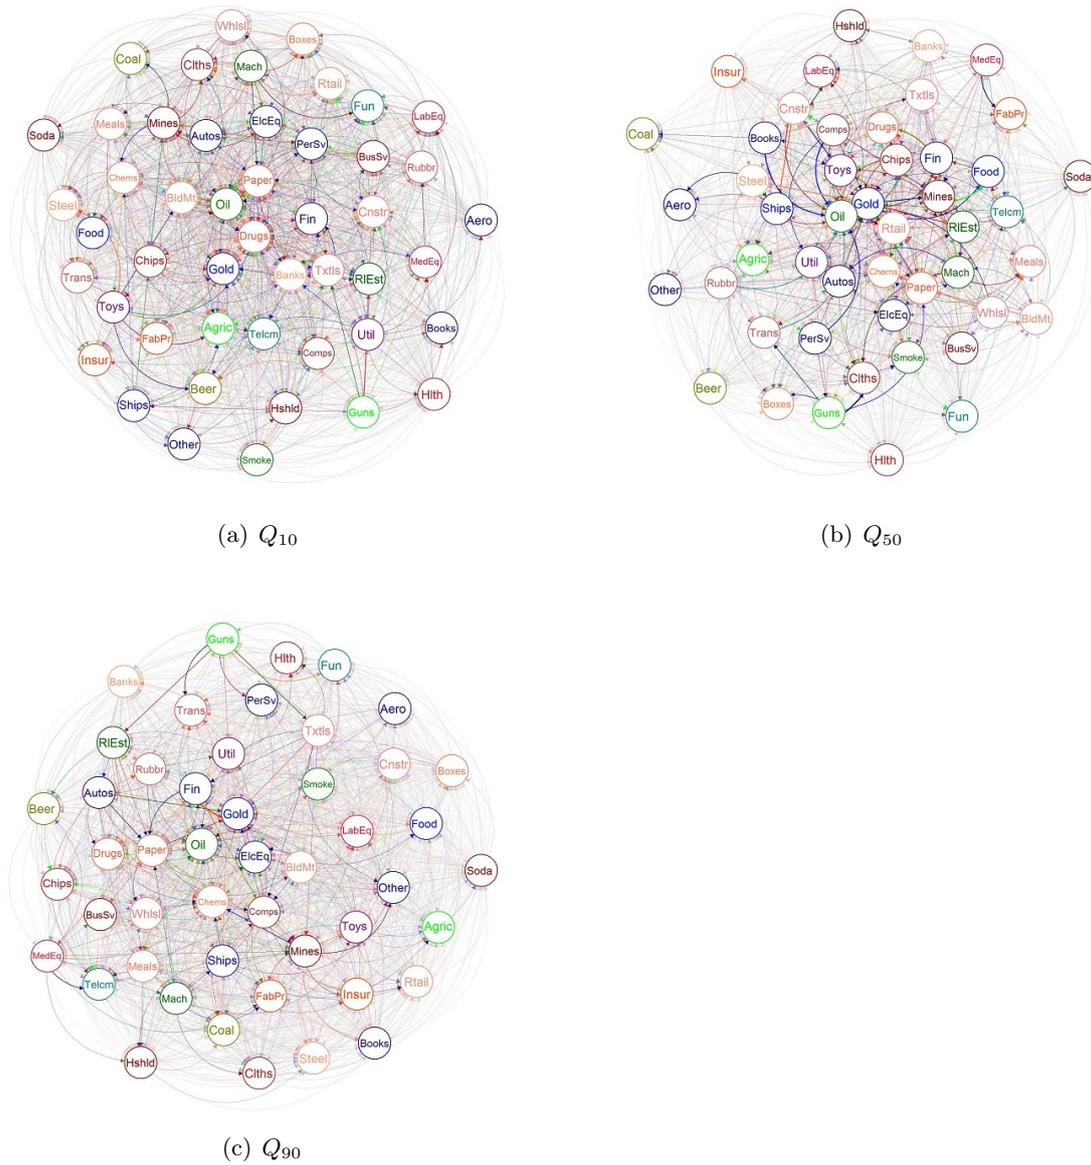 Whlsl
Boxes
Coal
Clths
Mach
Rtail
Fun
LabEq
Soda
Meals
Mines
Autos
ElcEq
PerSv
BusSv
Rubbr
Chems
Paper
Steel
BldMt
Oil
Fin
Cnstr
Aero
Food
Drugs
Trans
Chips
Gold
Banks
Txtls
RlEst
MedEq
Toys
FabPr
Agric
Telcm
Util
Books
Insur
Comps
Beer
Ships
Hshld
Guns
Hlth
Other
Smoke
(a) Q10
Hshld
Banks
Insur
LabEq
MedEq
Cnstr
Txtls
FabPr
Coal
Books
Comps
Drugs
Chips
Fin
Toys
Food
Soda
Steel
Aero
Ships
Oil
Gold
Mines
Telcm
Rtail
RlEst
Agric
Util
Meals
Other
Rubbr
Autos
Chems
Mach
Paper
Trans
PerSv
ElcEq
Whlsl
BldMt
Smoke
BusSv
Beer
Clths
Boxes
Guns
Fun
Hlth
(b) Q50
Guns
Hlth
Fun
Banks
PerSv
Trans
Aero
Txtls
RlEst
Util
Rubbr
Cnstr
Boxes
Autos
Fin
Smoke
Beer
Gold
LabEq
Food
Drugs
Paper
Oil
ElcEq
BldMt
Soda
Chips
Other
BusSv
Whlsl
Chems
Comps
Toys
Agric
MedEq
Meals
Ships
Mines
Telcm
Mach
FabPr
Insur
Rtail
Coal
Books
Hshld
Clths
Steel
(c) Q90